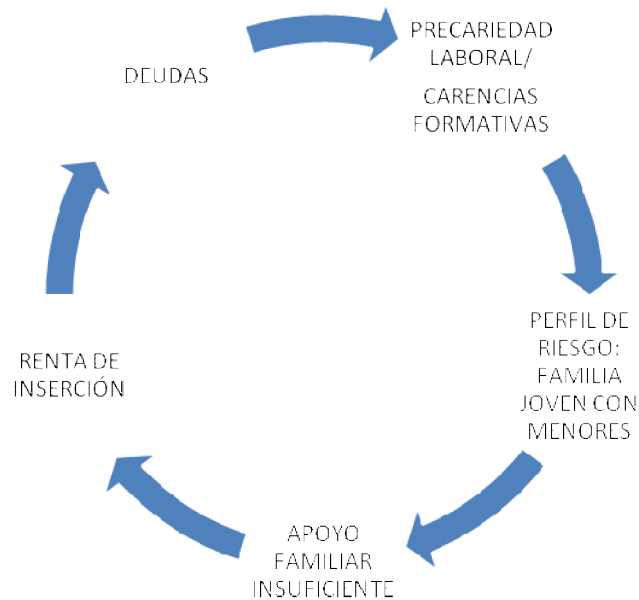 DEUDAS
PRECARIEDAD
LABORAL/
CARENCIAS
FORMATIVAS
PERFIL DE
RIESGO:
FAMILIA
JOVEN CON
MENORES
APOYO
FAMILIAR
INSUFICIENTE
RENTA DE
INSERCIÓN